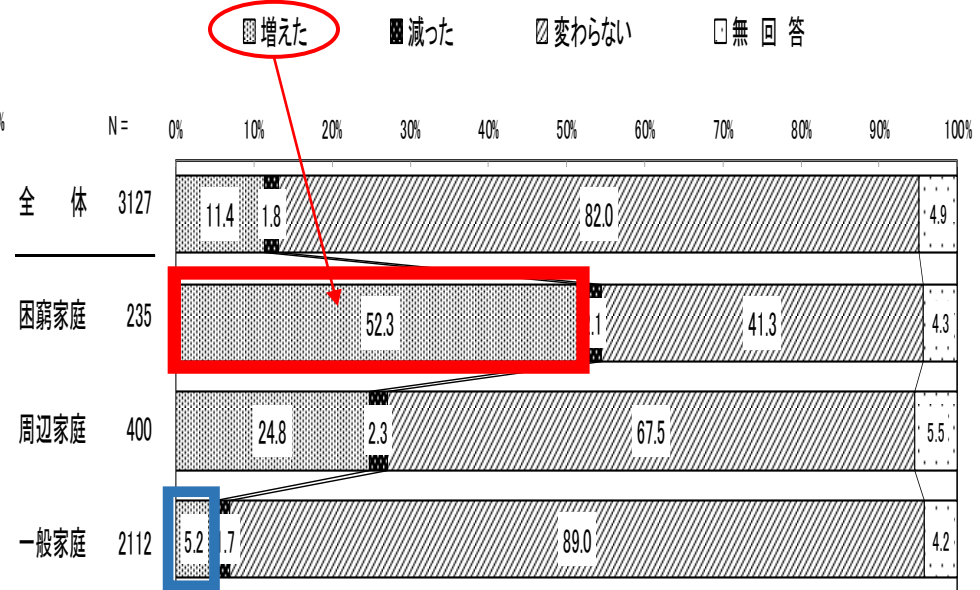 増えた 減った 変わらない 無 回 答
% N = 0% 10% 20% 30% 40% 50% 60% 70% 80% 90% 100%
全 体 3127 11.4 1.8 82.0 4.9
困窮家庭 235 52.3 .1 41.3 4.3
周辺家庭 400 24.8 2.3 67.5 5.5
一般家庭 2112 5.2 .7 89.0 4.2